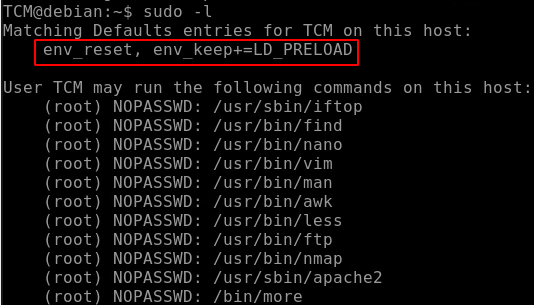 TCM@debian:~$ sudo -l
Matching Defaults entries for TCM on this host:
    env_reset, env_keep+=LD_PRELOAD
User TCM may run the following commands on this host:
    (root) NOPASSWD: /usr/sbin/iftop
    (root) NOPASSWD: /usr/bin/find
    (root) NOPASSWD: /usr/bin/nano
    (root) NOPASSWD: /usr/bin/vim
    (root) NOPASSWD: /usr/bin/man
    (root) NOPASSWD: /usr/bin/awk
    (root) NOPASSWD: /usr/bin/less
    (root) NOPASSWD: /usr/bin/ftp
    (root) NOPASSWD: /usr/bin/nmap
    (root) NOPASSWD: /usr/sbin/apache2
    (root) NOPASSWD: /bin/more